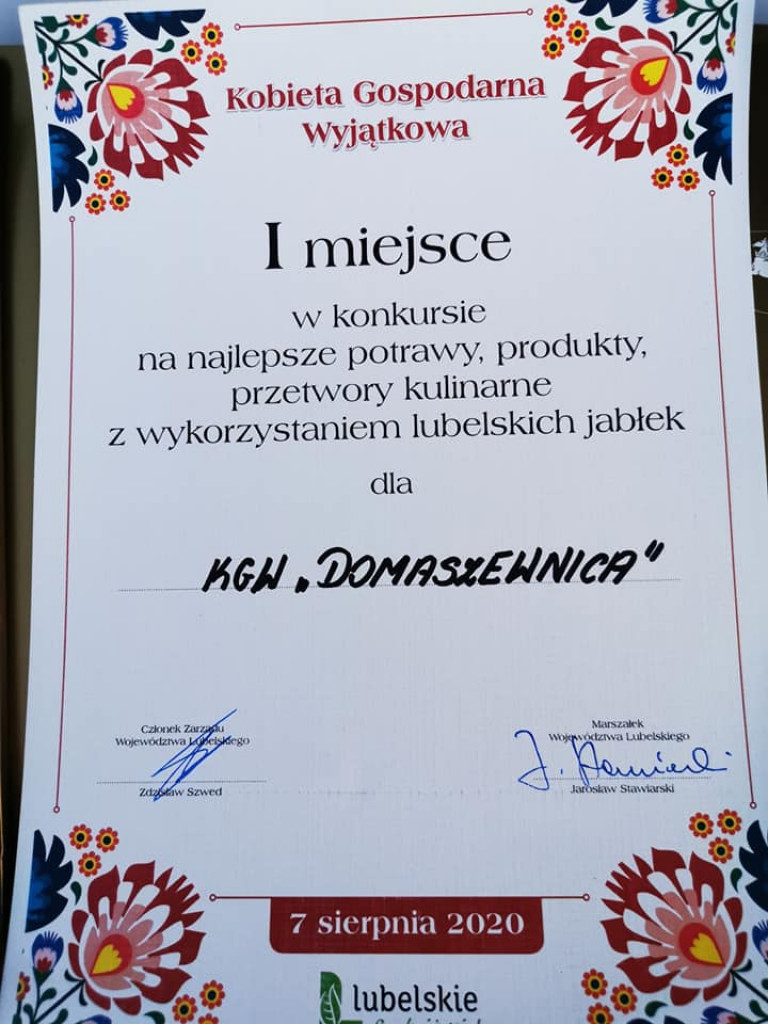 Kobieta Gospodarna
Wyjątkowa
I miejsce
w konkursie
na najlepsze potrawy, produkty,
przetwory kulinarne
z wykorzystaniem lubelskich jabłek
dla
KGW „DOMASZEWNICA"
Członek Zarządu
Województwa Lubelskiego
Zdzisław Szwed
Marszałek
Województwa Lubelskiego
Jarosław Stawiarski
7 sierpnia 2020
lubelskie